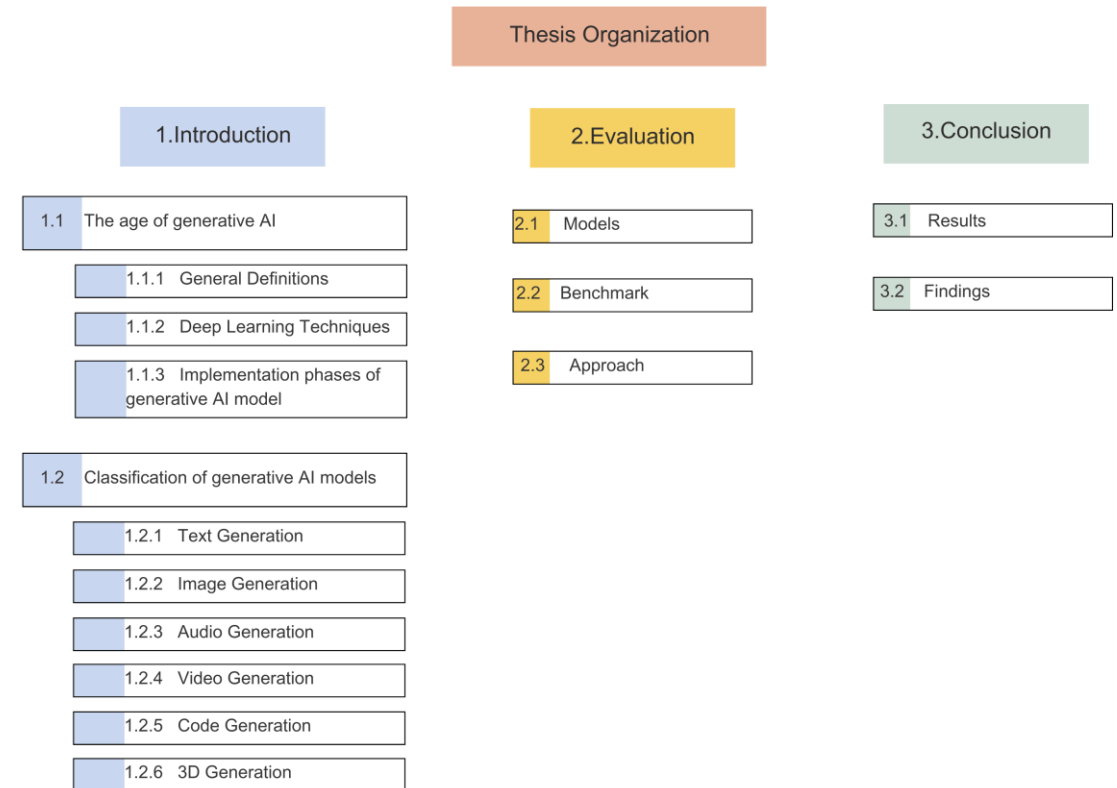 Thesis Organization
1.Introduction
1.1 The age of generative AI
1.1.1 General Definitions
1.1.2 Deep Learning Techniques
1.1.3 Implementation phases of
generative AI model
1.2 Classification of generative AI models
1.2.1 Text Generation
1.2.2 Image Generation
1.2.3 Audio Generation
1.2.4 Video Generation
1.2.5 Code Generation
1.2.6 3D Generation
2.Evaluation
2.1 Models
2.2 Benchmark
2.3 Approach
3.Conclusion
3.1 Results
3.2 Findings